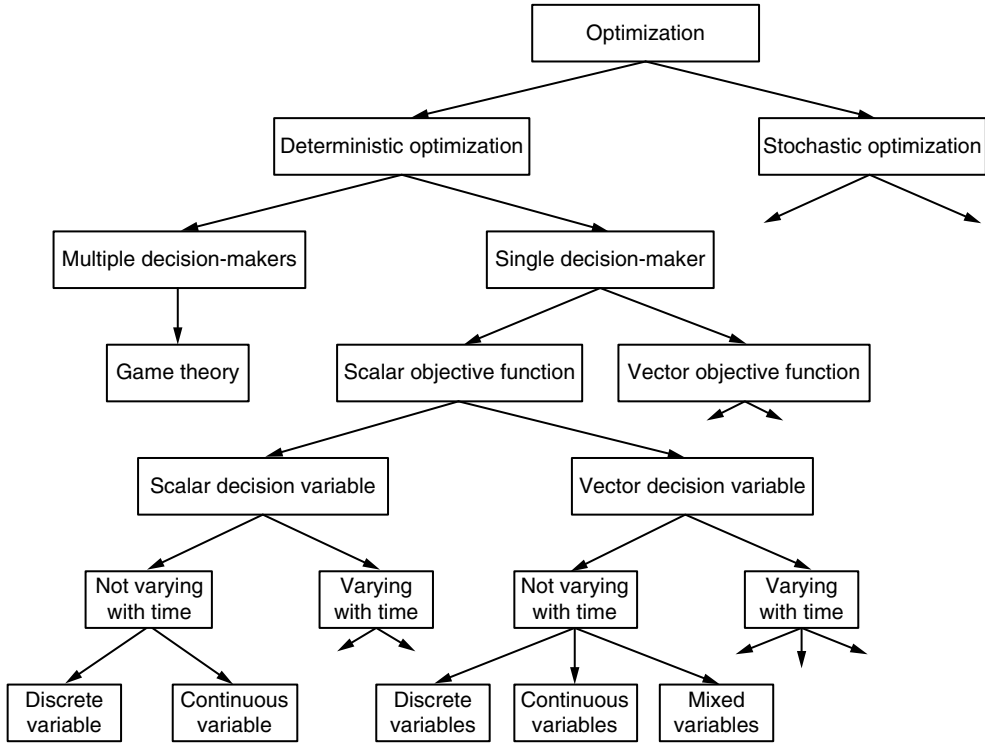 Optimization
Deterministic optimization
Stochastic optimization
Multiple decision-makers
Single decision-maker
Game theory
Scalar objective function
Vector objective function
Scalar decision variable
Vector decision variable
Not varying
with time
Varying
with time
Not varying
with time
Varying
with time
Discrete
variable
Continuous
variable
Discrete
variables
Continuous
variables
Mixed
variables